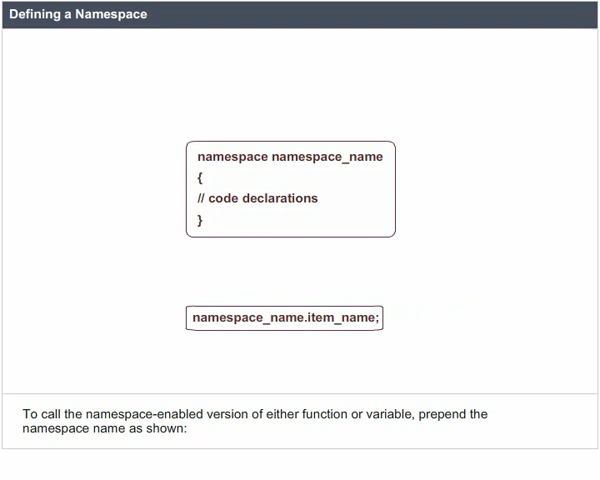 Defining a Namespace
namespace namespace_name
{
// code declarations
}
namespace_name.item_name;
To call the namespace-enabled version of either function or variable, prepend the
namespace name as shown: